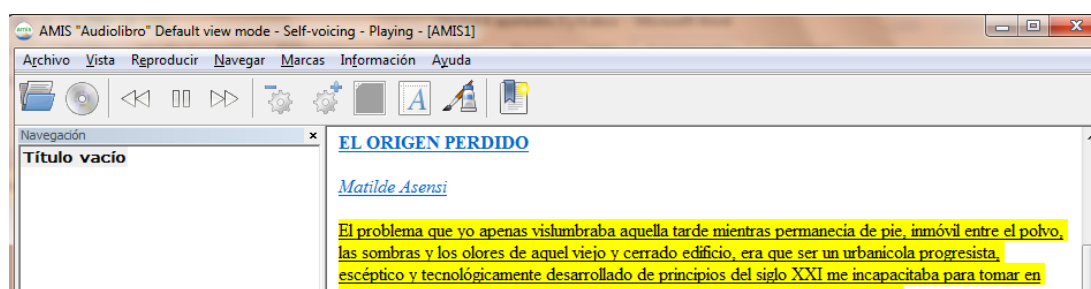 AMIS "Audiolibro" Default view mode - Self-voicing - Playing - [AMIS1]
Archivo Vista Reproducir Navegar Marcas Información Ayuda
Navegación
Título vacío
EL ORIGEN PERDIDO
Matilde Asensi
El problema que yo apenas vislumbraba aquella tarde mientras permanecía de pie, inmóvil entre el polvo,
las sombras y los olores de aquel viejo y cerrado edificio, era que ser un urbanícola progresista,
escéptico y tecnológicamente desarrollado de principios del siglo XXI me incapacitaba para tomar en